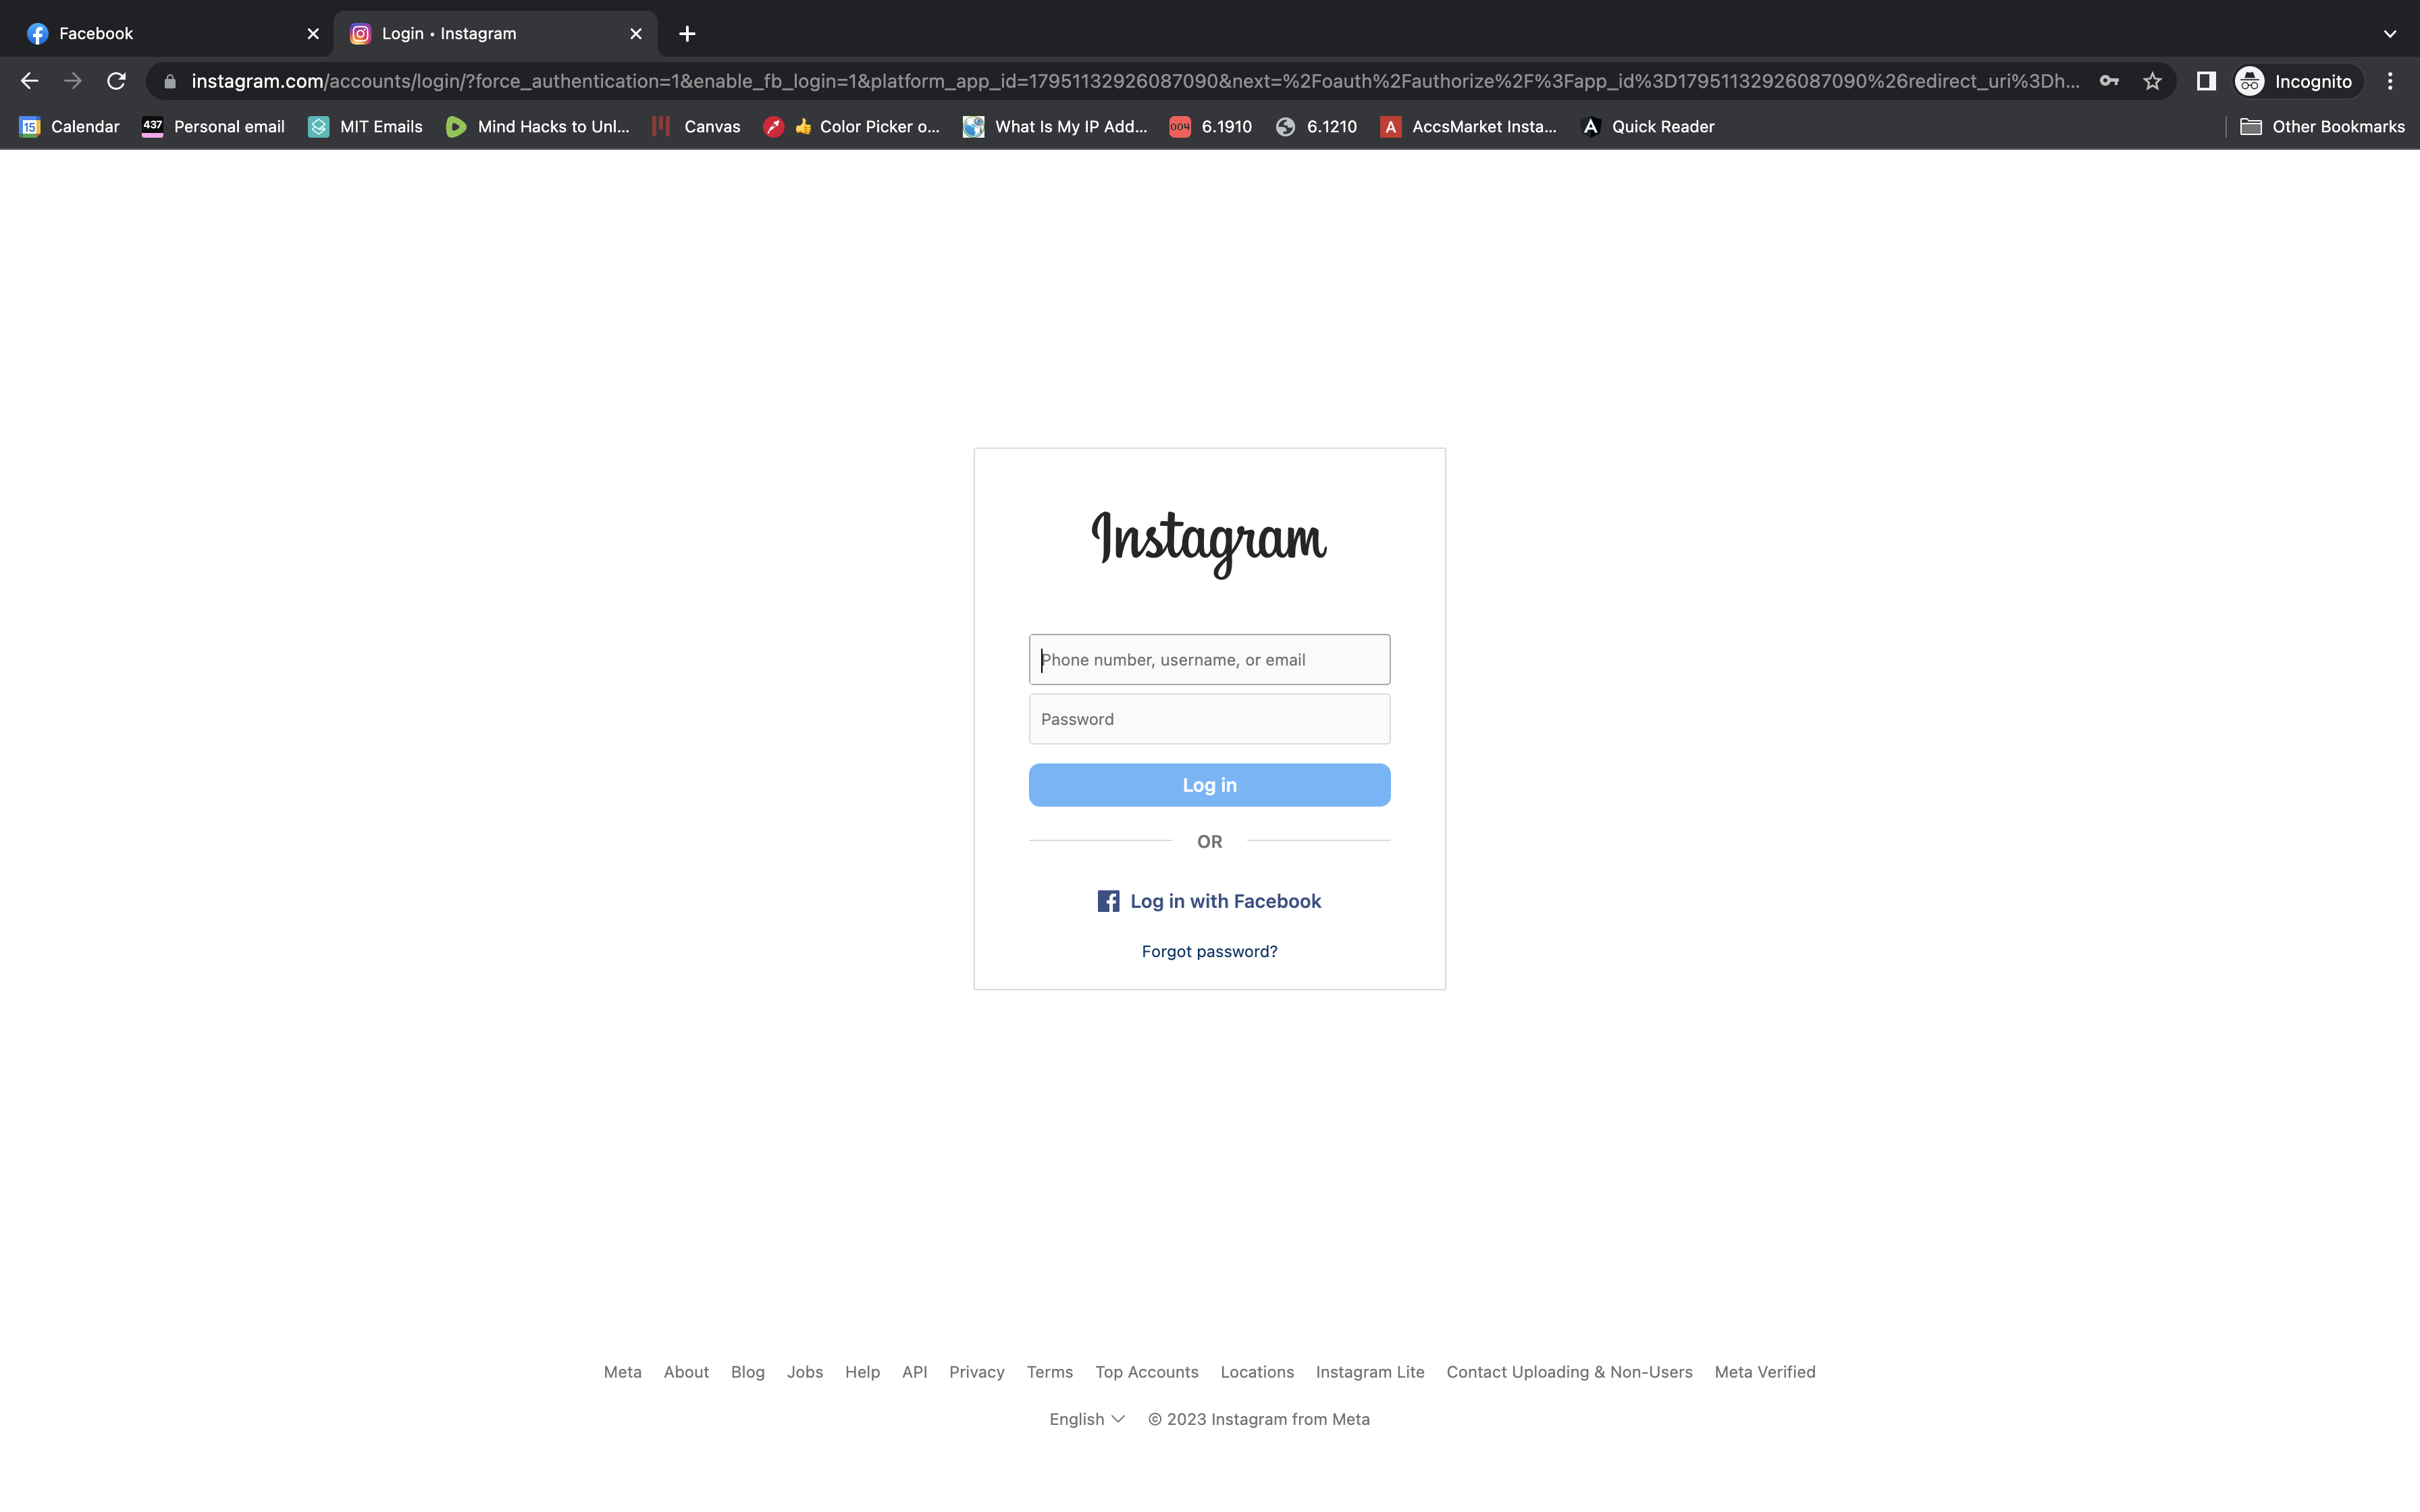 Facebook
Login • Instagram
instagram.com/accounts/login/?force_authentication=1&enable_fb_login=1&platform_app_id=17951132926087090&next=%2Foauth%2Fauthorize%2F%3Fapp_id%3D17951132926087090%26redirect_uri%3Dh...
Incognito
15 Calendar
437 Personal email
MIT Emails
Mind Hacks to Unl...
Canvas
👍 Color Picker o...
What Is My IP Add...
004 6.1910
6.1210
A AccsMarket Insta...
Quick Reader
Other Bookmarks
Instagram
Phone number, username, or email
Password
Log in
OR
Log in with Facebook
Forgot password?
Meta About Blog Jobs Help API Privacy Terms Top Accounts Locations Instagram Lite Contact Uploading & Non-Users Meta Verified
English © 2023 Instagram from Meta